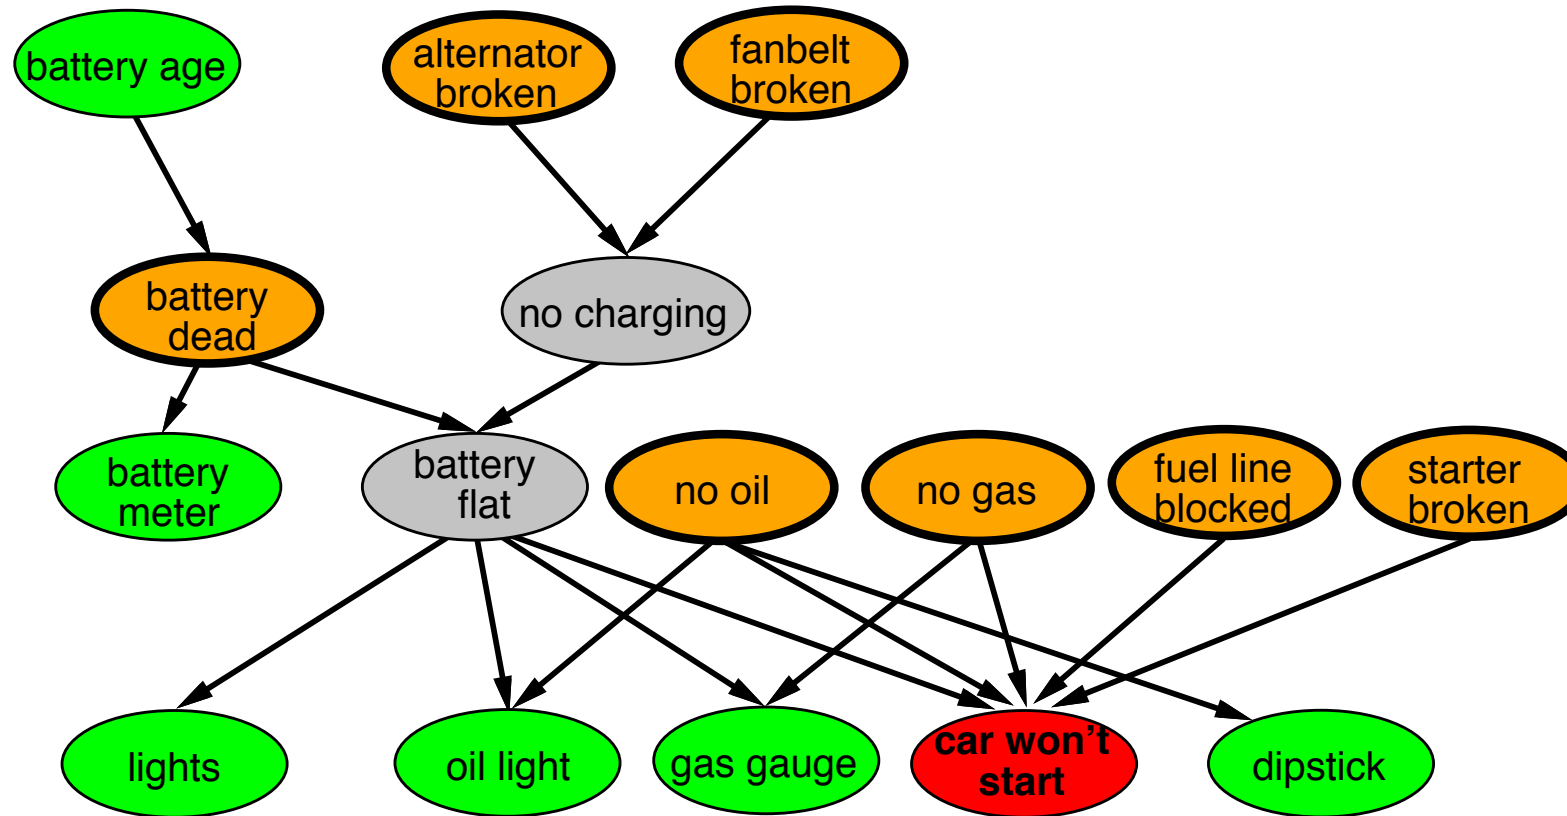 battery age
alternator
broken
fanbelt
broken
battery
dead
no charging
battery
meter
battery
flat
no oil
no gas
fuel line
blocked
starter
broken
lights
oil light
gas gauge
car won't
start
dipstick